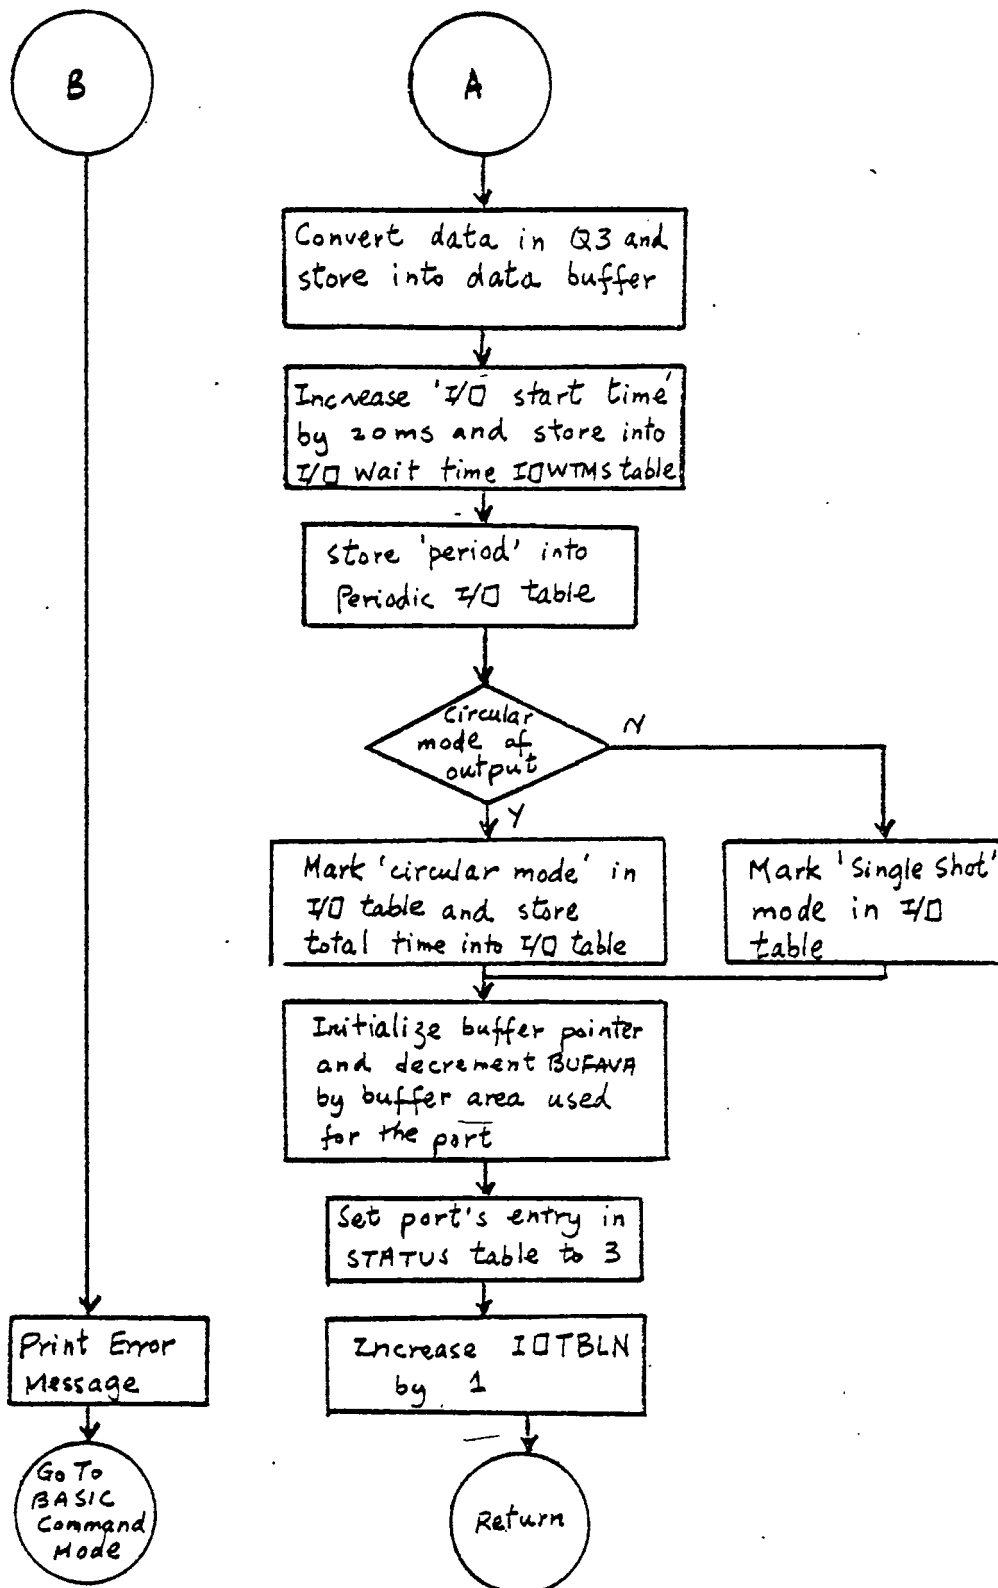 B
A
Convert data in Q3 and
store into data buffer
Increase 'I/O start time'
by 20ms and store into
I/O wait time IOWTMS table
store 'period' into
Periodic I/O table
Circular
mode of
output
N
Y
Mark 'circular mode' in
I/O table and store
total time into I/O table
Mark 'Single Shot'
mode in I/O
table
Initialize buffer pointer
and decrement BUFAVA
by buffer area used
for the port
Set port's entry in
STATUS table to 3
Print Error
Message
Increase IOTBLN
by 1
Go To
BASIC
Command
Mode
Return